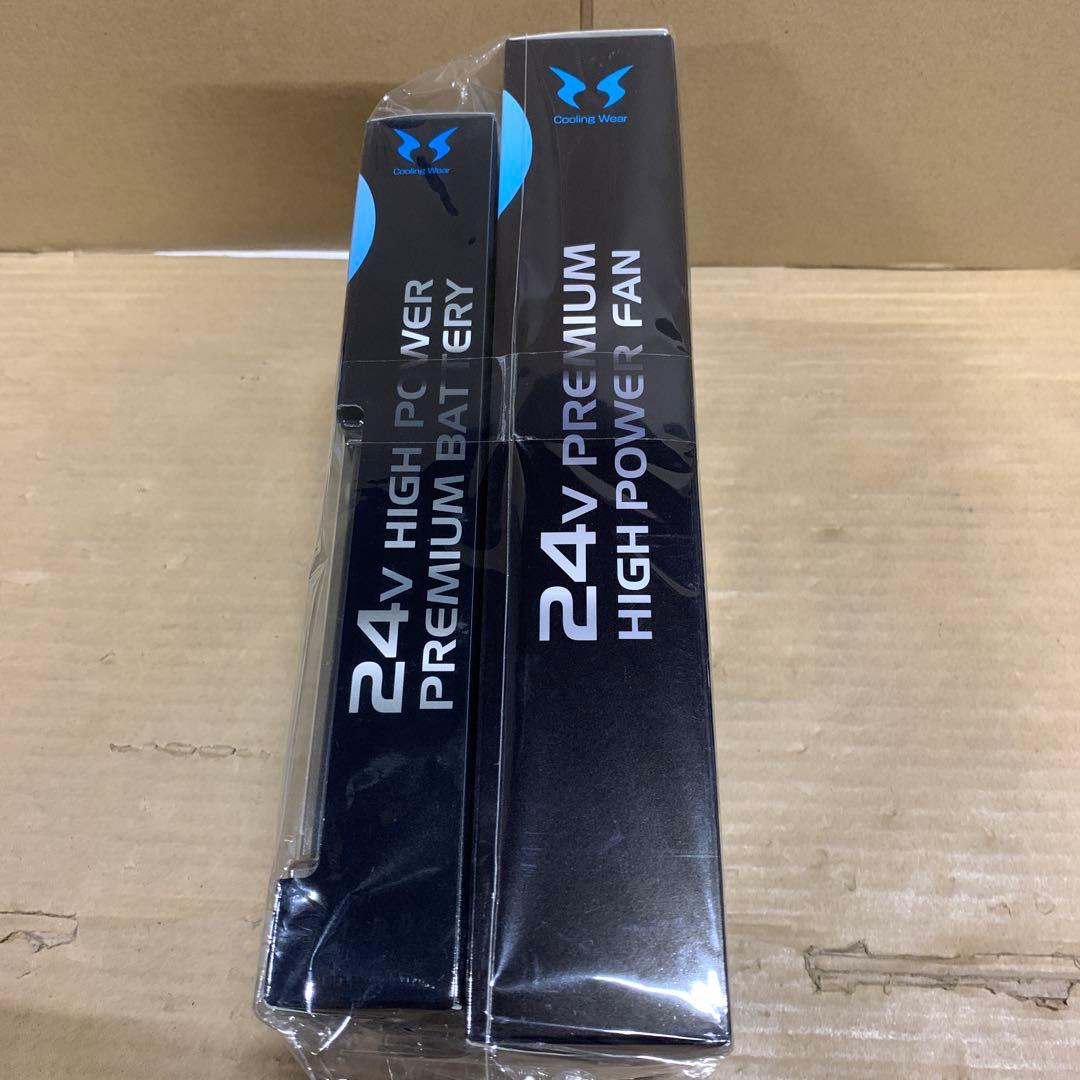 Cooling Wear
24V HIGH POWER
PREMIUM BATTERY
Cooling Wear
24V PREMIUM
HIGH POWER FAN